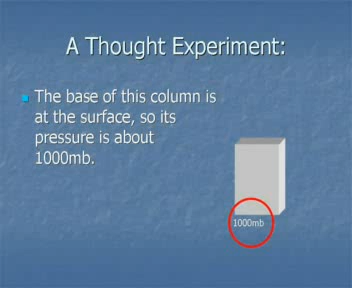 A Thought Experiment:
The base of this column is
at the surface, so its
pressure is about
1000mb.
1000mb